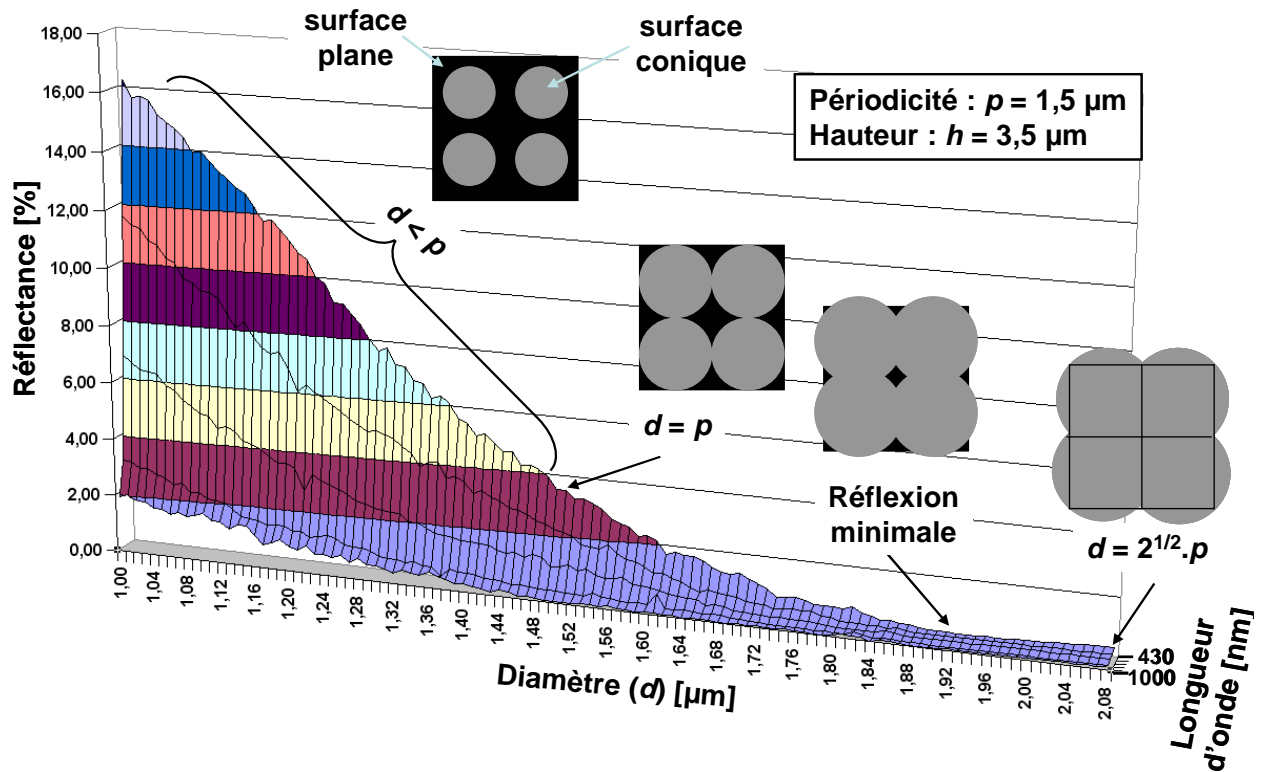 surface
plane
surface
conique
Périodicité : p = 1,5 µm
Hauteur : h = 3,5 µm
d < p
d = p
Réflexion
minimale
d = 2^1/2.p
Réflectance [%]
18,00
16,00
14,00
12,00
10,00
8,00
6,00
4,00
2,00
0,00
1,00
1,04
1,08
1,12
1,16
1,20
1,24
1,28
1,32
1,36
1,40
1,44
1,48
1,52
1,56
1,60
1,64
1,68
1,72
1,76
1,80
1,84
1,88
1,92
1,96
2,00
2,04
2,08
Diamètre (d) [µm]
430
1000
Longueur
d'onde [nm]